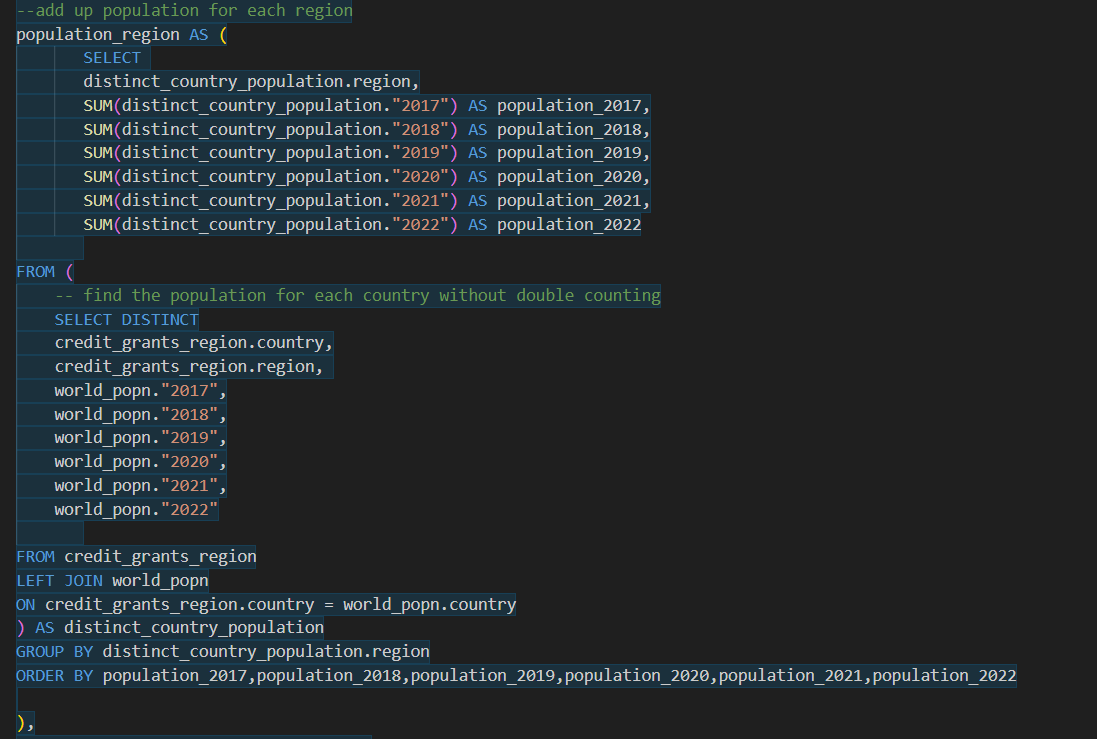 --add up population for each region
population_region AS (
SELECT
distinct_country_population.region,
SUM(distinct_country_population."2017") AS population_2017,
SUM(distinct_country_population."2018") AS population_2018,
SUM(distinct_country_population."2019") AS population_2019,
SUM(distinct_country_population."2020") AS population_2020,
SUM(distinct_country_population."2021") AS population_2021,
SUM(distinct_country_population."2022") AS population_2022
FROM (
-- find the population for each country without double counting
SELECT DISTINCT
credit_grants_region.country,
credit_grants_region.region,
world_popn."2017",
world_popn."2018",
world_popn."2019",
world_popn."2020",
world_popn."2021",
world_popn."2022"
FROM credit_grants_region
LEFT JOIN world_popn
ON credit_grants_region.country = world_popn.country
) AS distinct_country_population
GROUP BY distinct_country_population.region
ORDER BY population_2017,population_2018,population_2019,population_2020,population_2021,population_2022
),